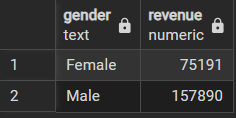 gender revenue
text numeric
1 Female 75191
2 Male 157890